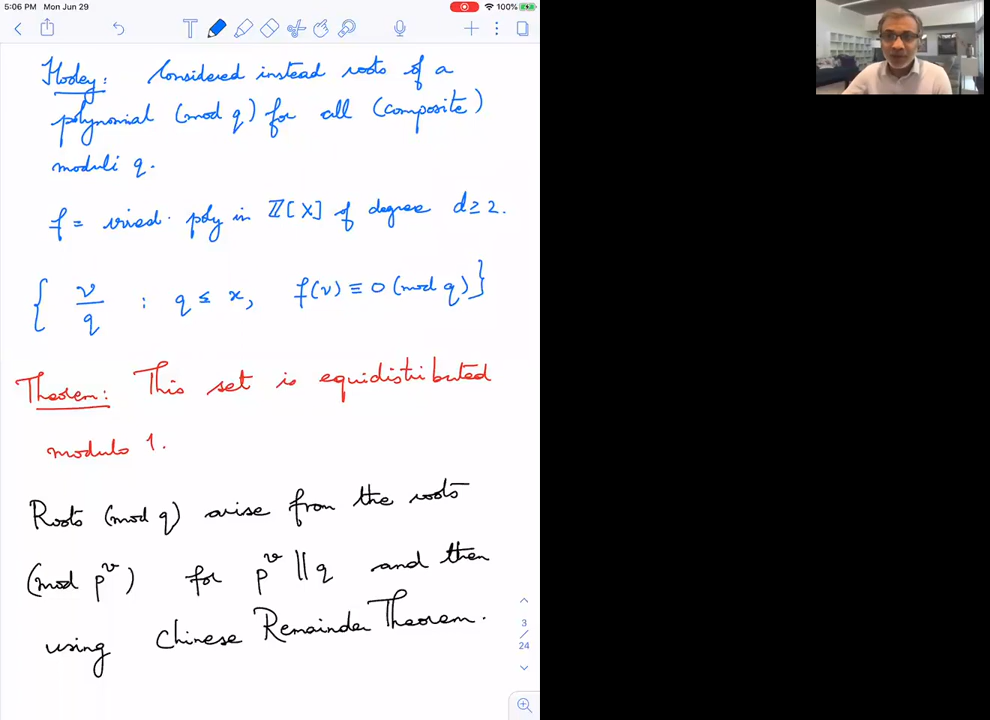 5:06 PM Mon Jun 29
100%
Hooley: Considered instead roots of a
polynomial (mod q) for all (composite)
moduli q.
f = irred. poly in ℤ[X] of degree d ≥ 2.
{ v/q : q ≤ x, f(v) ≡ 0 (mod q) }
Theorem: This set is equidistributed
modulo 1.
Roots (mod q) arise from the roots
(mod p^v) for p^v || q and then
using Chinese Remainder Theorem.
3
/
24